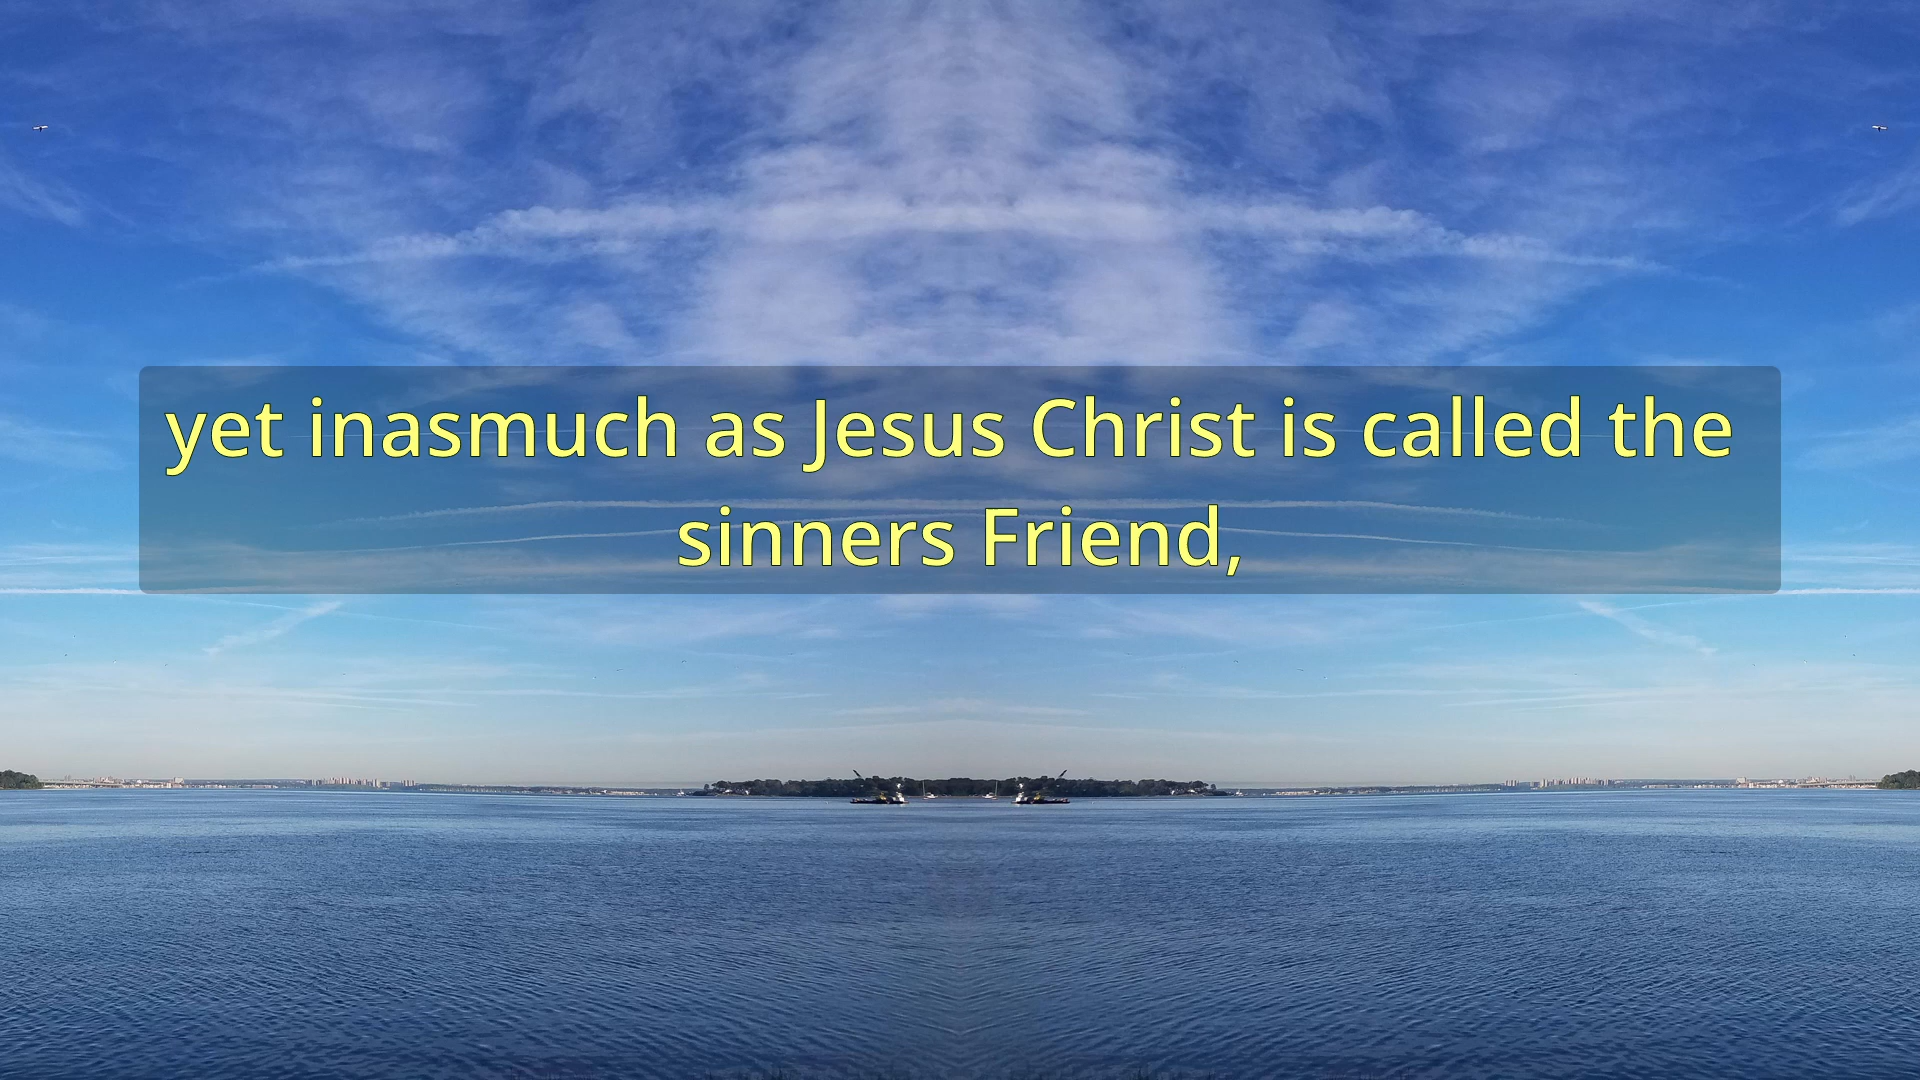 yet inasmuch as Jesus Christ is called the
sinners Friend,